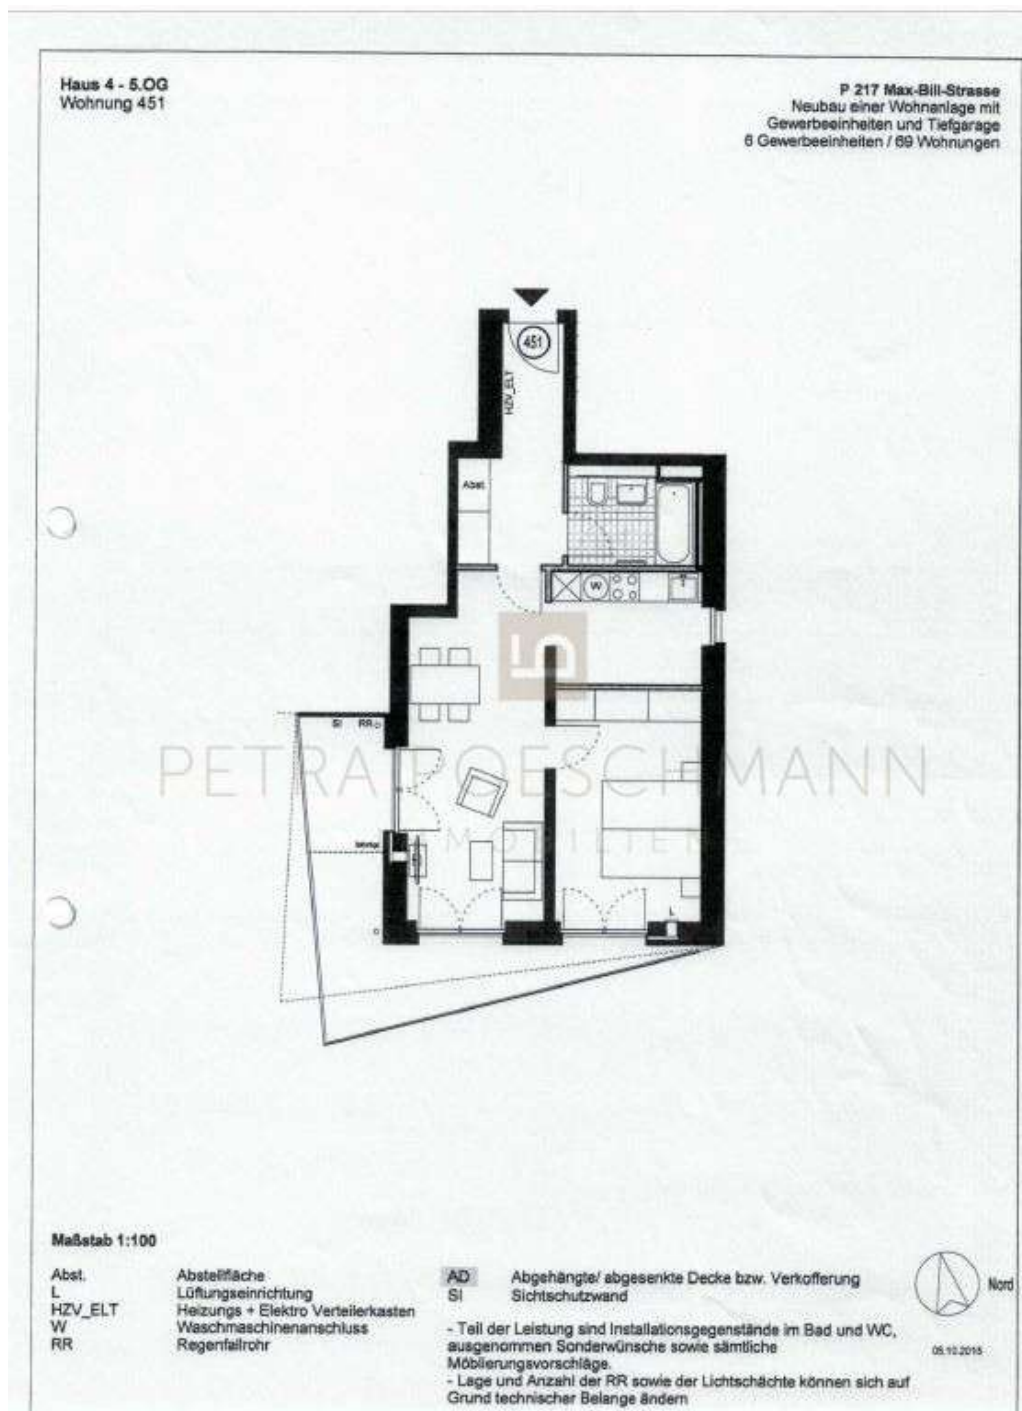 Haus 4 - 5.OG
Wohnung 451
P 217 Max-Bill-Strasse
Neubau einer Wohnanlage mit
Gewerbeeinheiten und Tiefgarage
6 Gewerbeeinheiten / 69 Wohnungen
451
HZV_ELT
Abst.
W
SI RR
PETRA LOESCHMANN
IMMOBILIEN
L
Maßstab 1:100
Abst. Abstellfläche
L Lüftungseinrichtung
HZV_ELT Heizungs + Elektro Verteilerkasten
W Waschmaschinenanschluss
RR Regenfallrohr
AD Abgehängte/ abgesenkte Decke bzw. Verkofferung
SI Sichtschutzwand
- Teil der Leistung sind Installationsgegenstände im Bad und WC,
ausgenommen Sonderwünsche sowie sämtliche
Möblierungsvorschläge.
- Lage und Anzahl der RR sowie der Lichtschächte können sich auf
Grund technischer Belange ändern
Nord